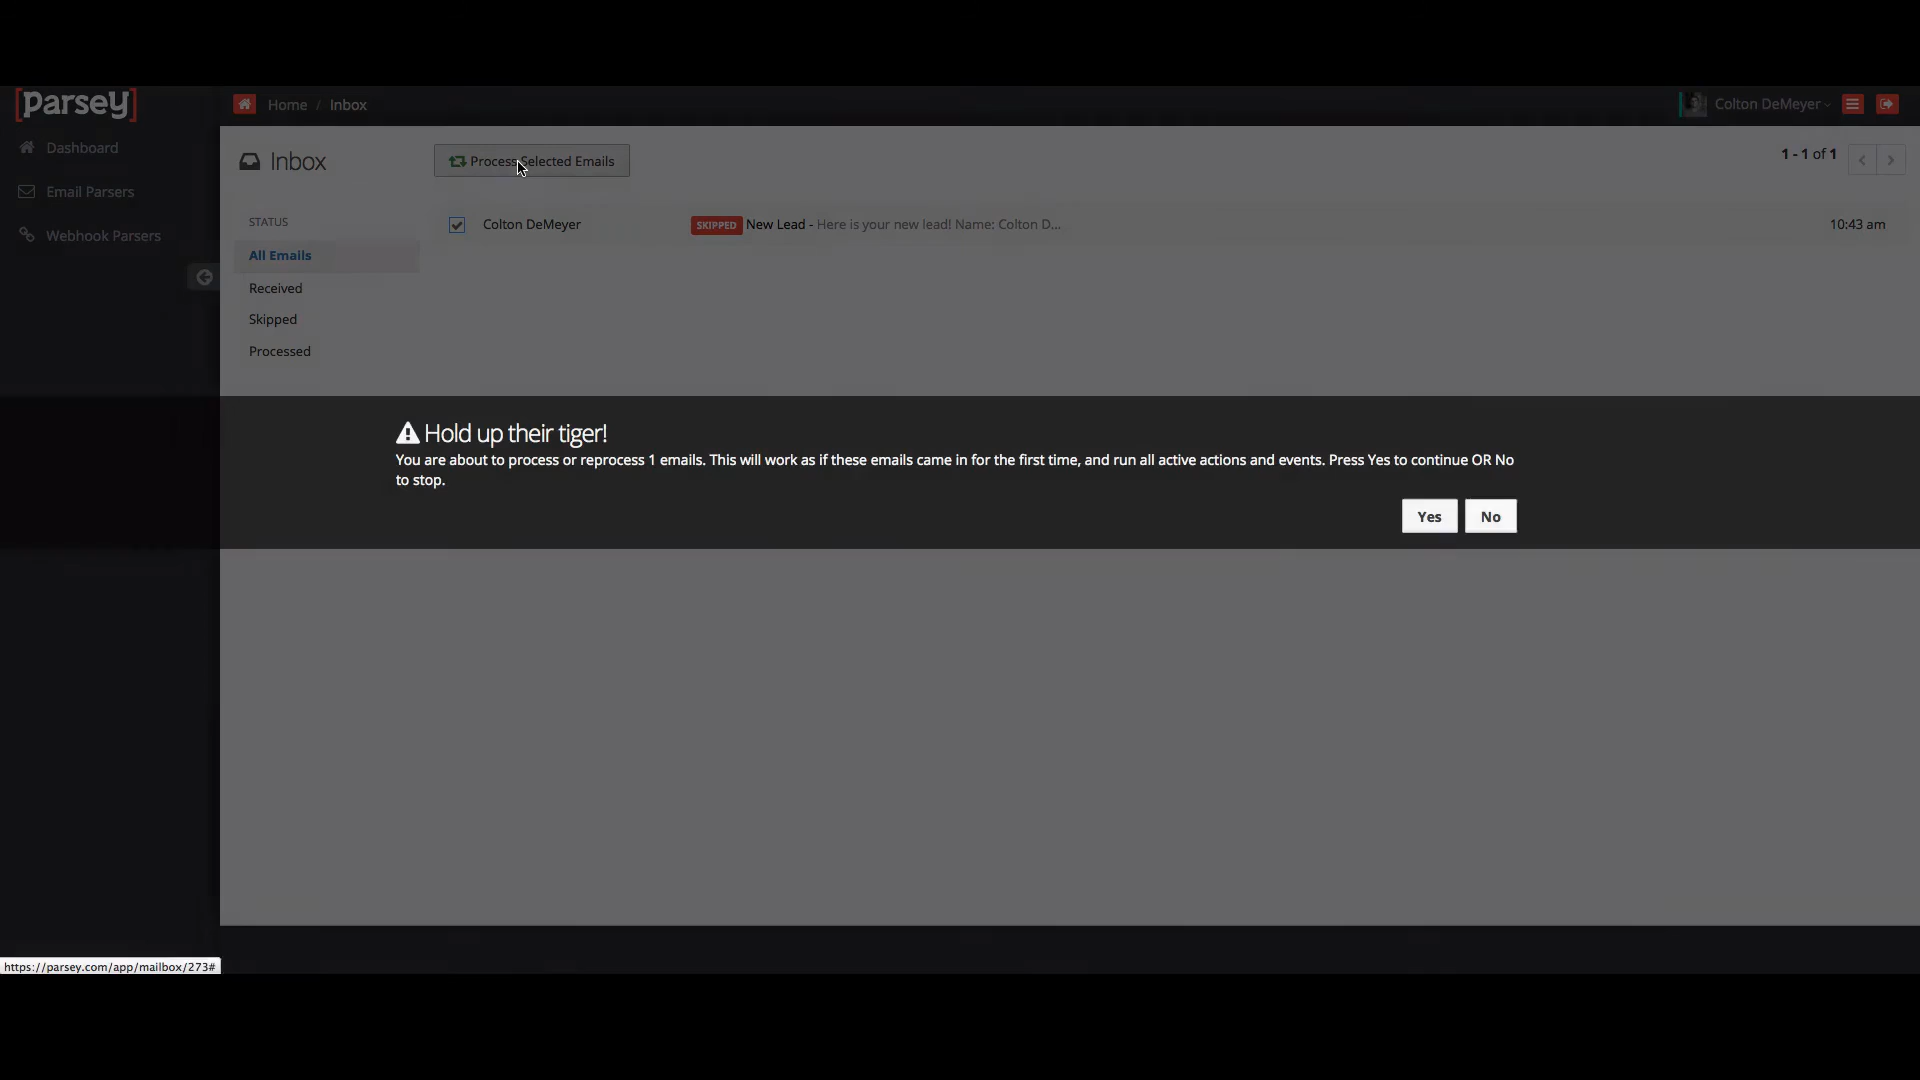 [parsey]
Home / Inbox
Colton DeMeyer
Dashboard
Email Parsers
Webhook Parsers
Inbox
Process Selected Emails
1 - 1 of 1
STATUS
All Emails
Received
Skipped
Processed
Colton DeMeyer SKIPPED New Lead - Here is your new lead! Name: Colton D... 10:43 am
Hold up their tiger!
You are about to process or reprocess 1 emails. This will work as if these emails came in for the first time, and run all active actions and events. Press Yes to continue OR No
to stop.
Yes No
https://parsey.com/app/mailbox/273#